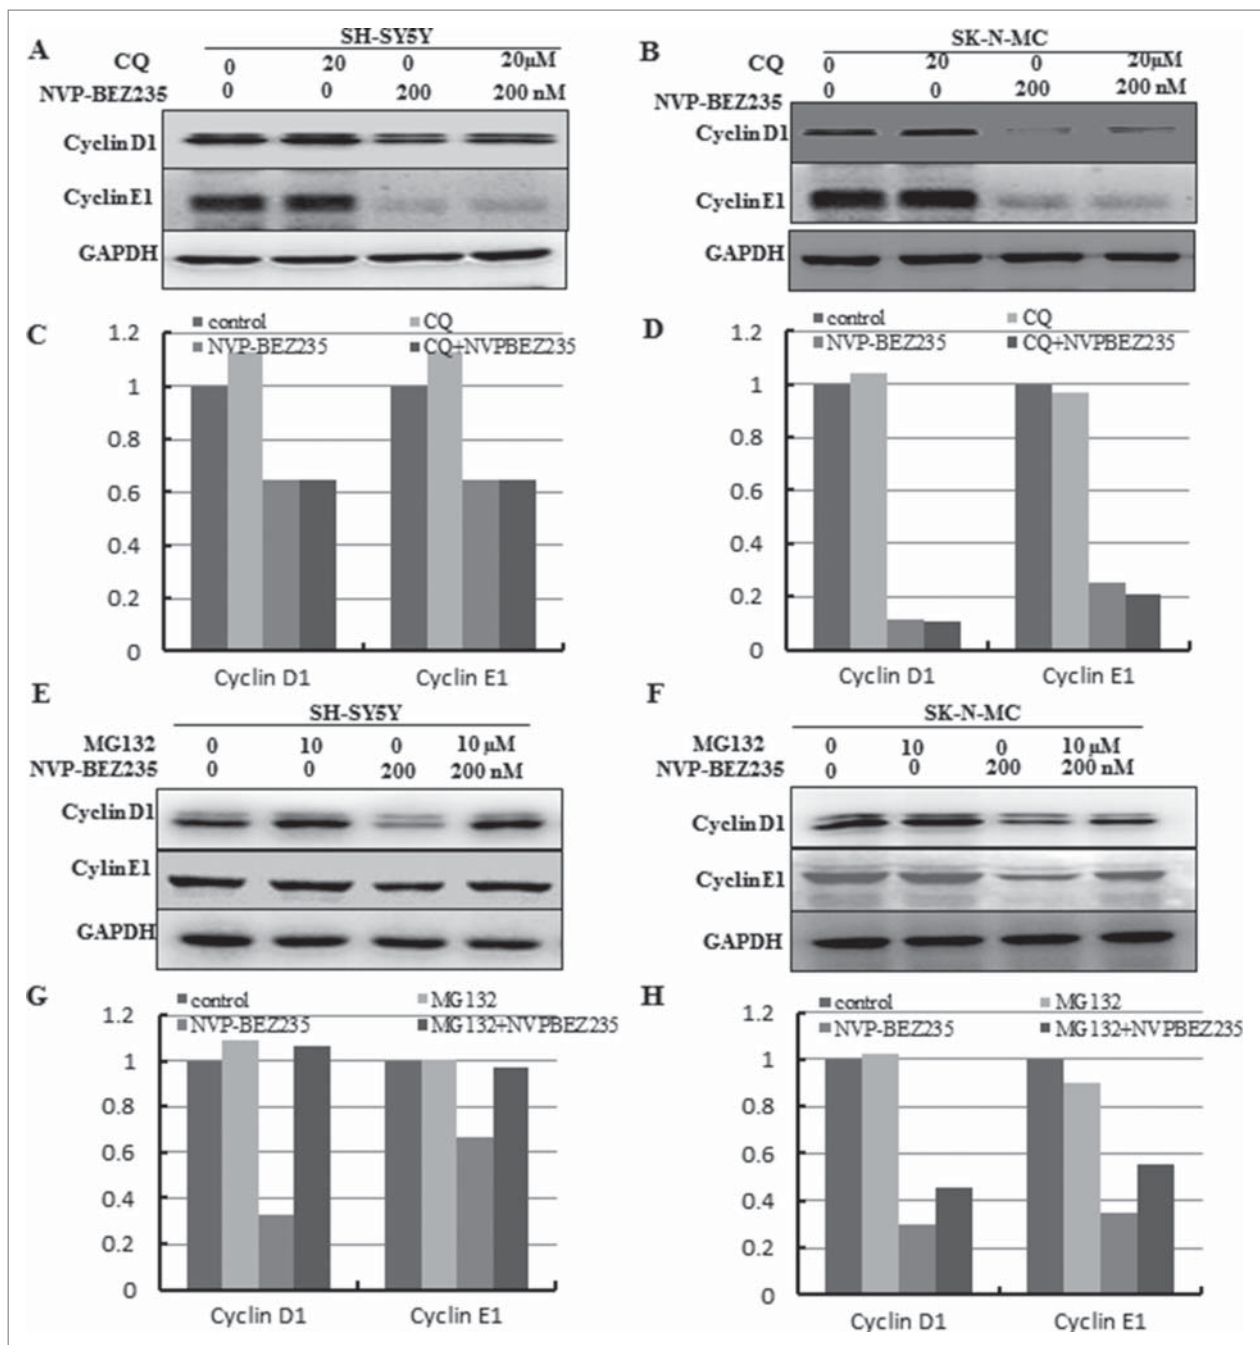 A
SH-SY5Y
CQ 0 20 0 20μM
NVP-BEZ235 0 0 200 200 nM
Cyclin D1
Cyclin E1
GAPDH
B
SK-N-MC
CQ 0 20 0 20μM
NVP-BEZ235 0 0 200 200 nM
Cyclin D1
Cyclin E1
GAPDH
C
control CQ
NVP-BEZ235 CQ+NVPBEZ235
1.2
1
0.8
0.6
0.4
0.2
0
Cyclin D1 Cyclin E1
D
control CQ
NVP-BEZ235 CQ+NVPBEZ235
1.2
1
0.8
0.6
0.4
0.2
0
Cyclin D1 Cyclin E1
E
SH-SY5Y
MG132 0 10 0 10 μM
NVP-BEZ235 0 0 200 200 nM
Cyclin D1
Cylin E1
GAPDH
F
SK-N-MC
MG132 0 10 0 10 μM
NVP-BEZ235 0 0 200 200 nM
Cyclin D1
Cyclin E1
GAPDH
G
control MG132
NVP-BEZ235 MG132+NVPBEZ235
1.2
1
0.8
0.6
0.4
0.2
0
Cyclin D1 Cyclin E1
H
control MG132
NVP-BEZ235 MG132+NVPBEZ235
1.2
1
0.8
0.6
0.4
0.2
0
Cyclin D1 Cyclin E1